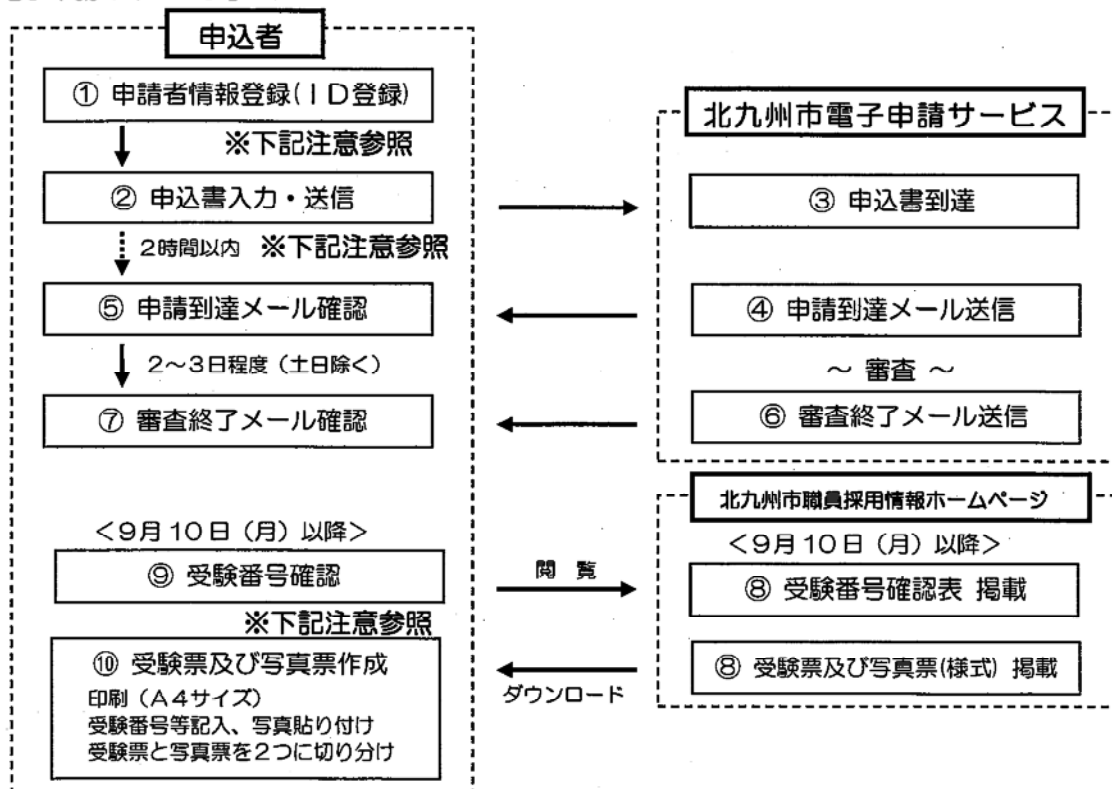 申込者
① 申請者情報登録(ID登録)
※下記注意参照
② 申込書入力・送信
2時間以内 ※下記注意参照
⑤ 申請到達メール確認
2~3日程度(土日除く)
⑦ 審査終了メール確認
<9月10日(月)以降>
⑨ 受験番号確認
※下記注意参照
⑩ 受験票及び写真票作成
印刷(A4サイズ)
受験番号等記入、写真貼り付け
受験票と写真票を2つに切り分け
閲 覧
ダウンロード
北九州市電子申請サービス
③ 申込書到達
④ 申請到達メール送信
~ 審査 ~
⑥ 審査終了メール送信
北九州市職員採用情報ホームページ
<9月10日(月)以降>
⑧ 受験番号確認表 掲載
⑧ 受験票及び写真票(様式) 掲載